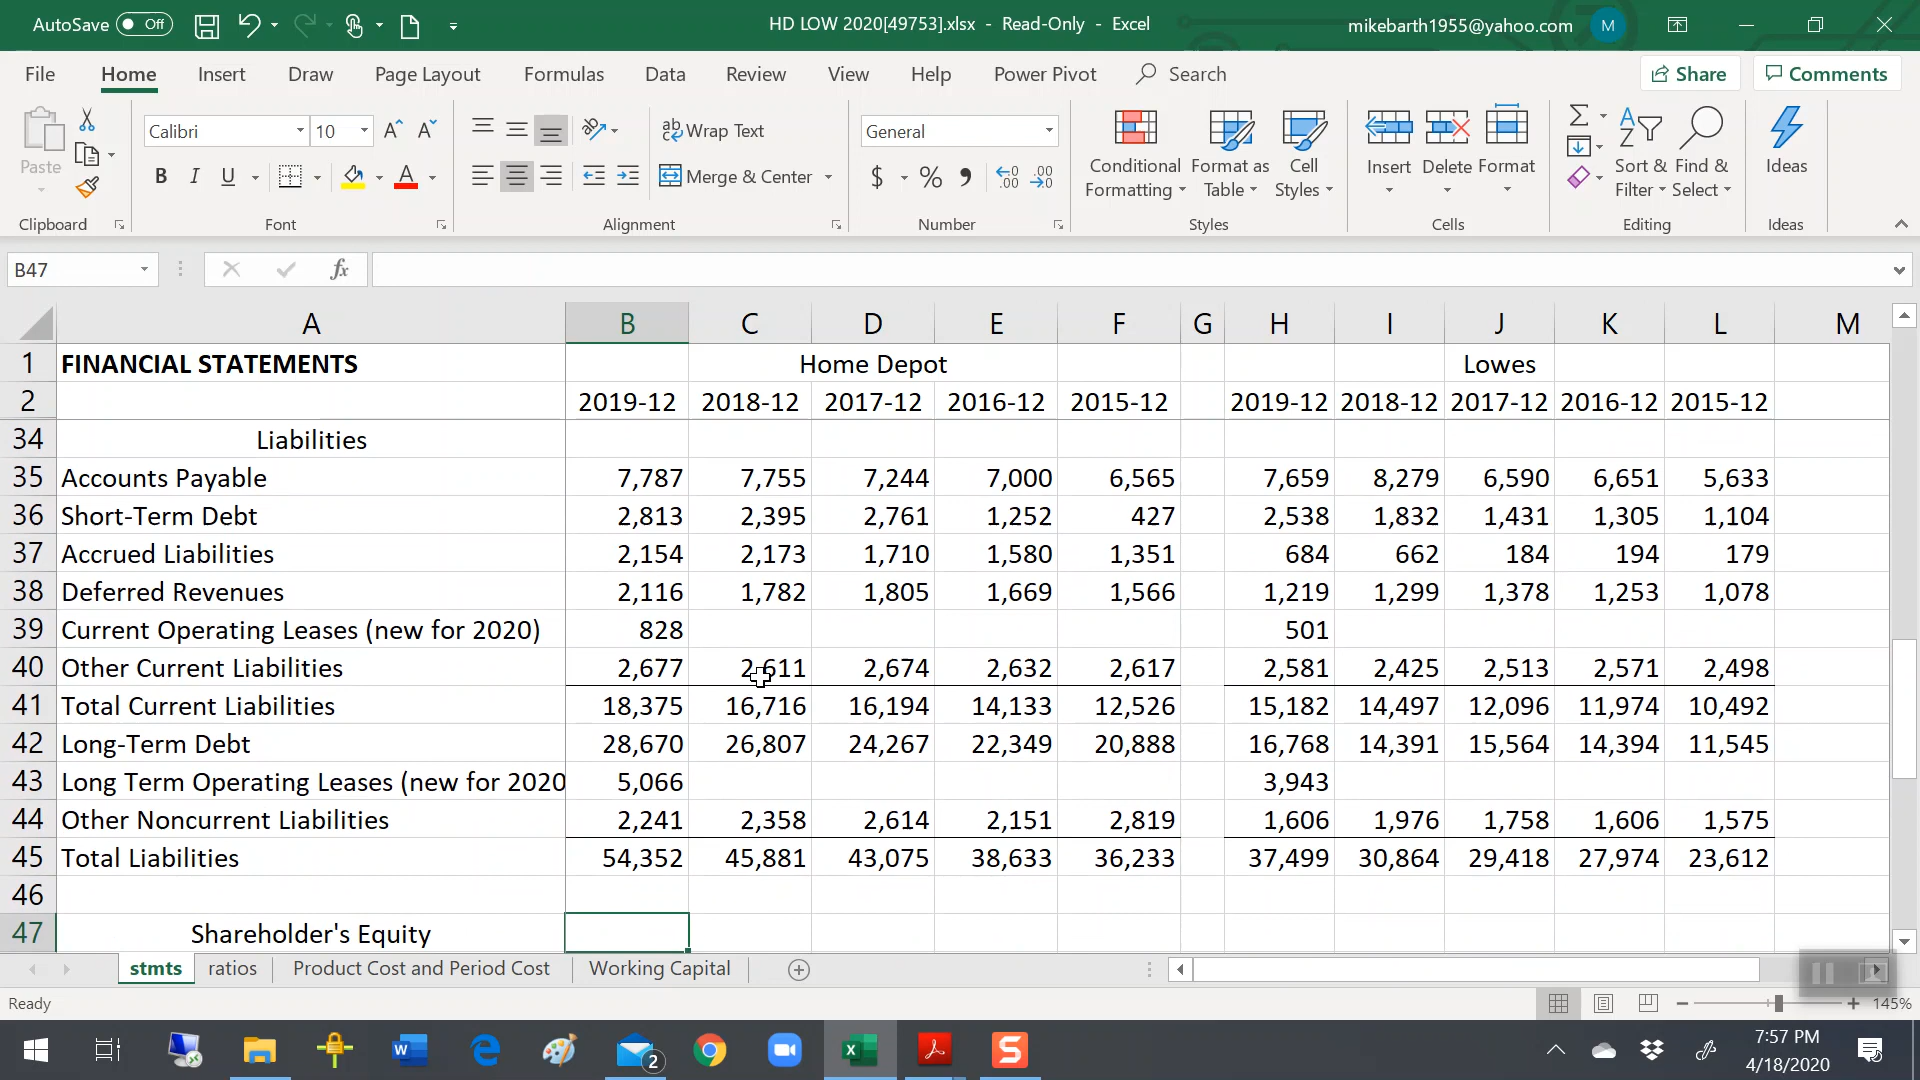 AutoSave Off HD LOW 2020[49753].xlsx - Read-Only - Excel mikebarth1955@yahoo.com M
File Home Insert Draw Page Layout Formulas Data Review View Help Power Pivot Search Share Comments
Calibri 10 A A ab Wrap Text General
Paste B I U A Merge & Center $ % , .00 .00 Conditional Formatting Format as Table Cell Styles Insert Delete Format Sort & Filter Find & Select Ideas
Clipboard Font Alignment Number Styles Cells Editing Ideas
B47 fx
A B C D E F G H I J K L M
1 FINANCIAL STATEMENTS Home Depot Lowes
2 2019-12 2018-12 2017-12 2016-12 2015-12 2019-12 2018-12 2017-12 2016-12 2015-12
34 Liabilities
35 Accounts Payable 7,787 7,755 7,244 7,000 6,565 7,659 8,279 6,590 6,651 5,633
36 Short-Term Debt 2,813 2,395 2,761 1,252 427 2,538 1,832 1,431 1,305 1,104
37 Accrued Liabilities 2,154 2,173 1,710 1,580 1,351 684 662 184 194 179
38 Deferred Revenues 2,116 1,782 1,805 1,669 1,566 1,219 1,299 1,378 1,253 1,078
39 Current Operating Leases (new for 2020) 828 501
40 Other Current Liabilities 2,677 2,611 2,674 2,632 2,617 2,581 2,425 2,513 2,571 2,498
41 Total Current Liabilities 18,375 16,716 16,194 14,133 12,526 15,182 14,497 12,096 11,974 10,492
42 Long-Term Debt 28,670 26,807 24,267 22,349 20,888 16,768 14,391 15,564 14,394 11,545
43 Long Term Operating Leases (new for 2020 5,066 3,943
44 Other Noncurrent Liabilities 2,241 2,358 2,614 2,151 2,819 1,606 1,976 1,758 1,606 1,575
45 Total Liabilities 54,352 45,881 43,075 38,633 36,233 37,499 30,864 29,418 27,974 23,612
46
47 Shareholder's Equity
stmts ratios Product Cost and Period Cost Working Capital
Ready 145%
2 7:57 PM
4/18/2020